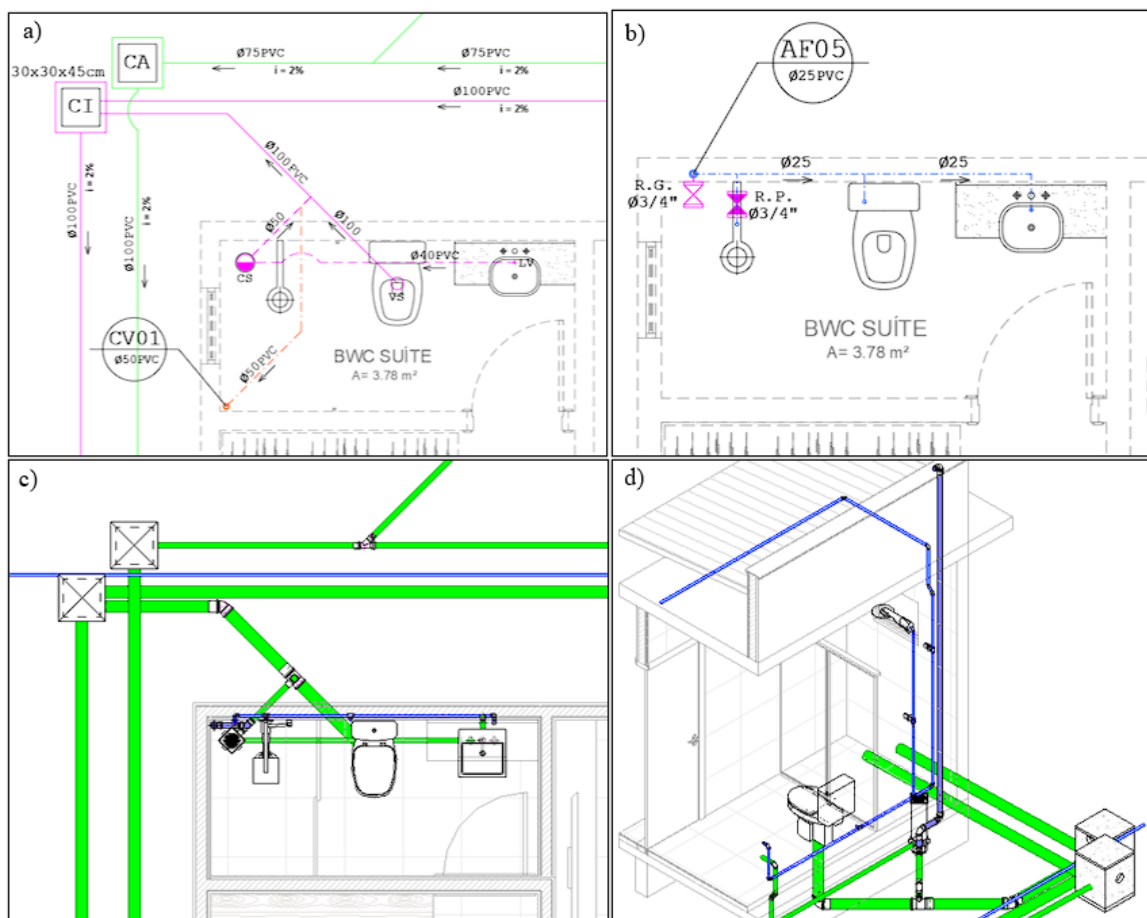 a)
CA
Ø75PVC
i = 2%
Ø75PVC
i = 2%
30x30x45cm
CI
Ø100PVC
i = 2%
Ø100PVC
i = 2%
Ø100PVC
i = 2%
Ø100PVC
Ø50
Ø100
Ø40PVC
CS
VS
LV
CV01
Ø50PVC
Ø50PVC
BWC SUÍTE
A= 3.78 m²
b)
AF05
Ø25PVC
Ø25
Ø25
R.G.
Ø3/4"
R.P.
Ø3/4"
BWC SUÍTE
A= 3.78 m²
c)
d)